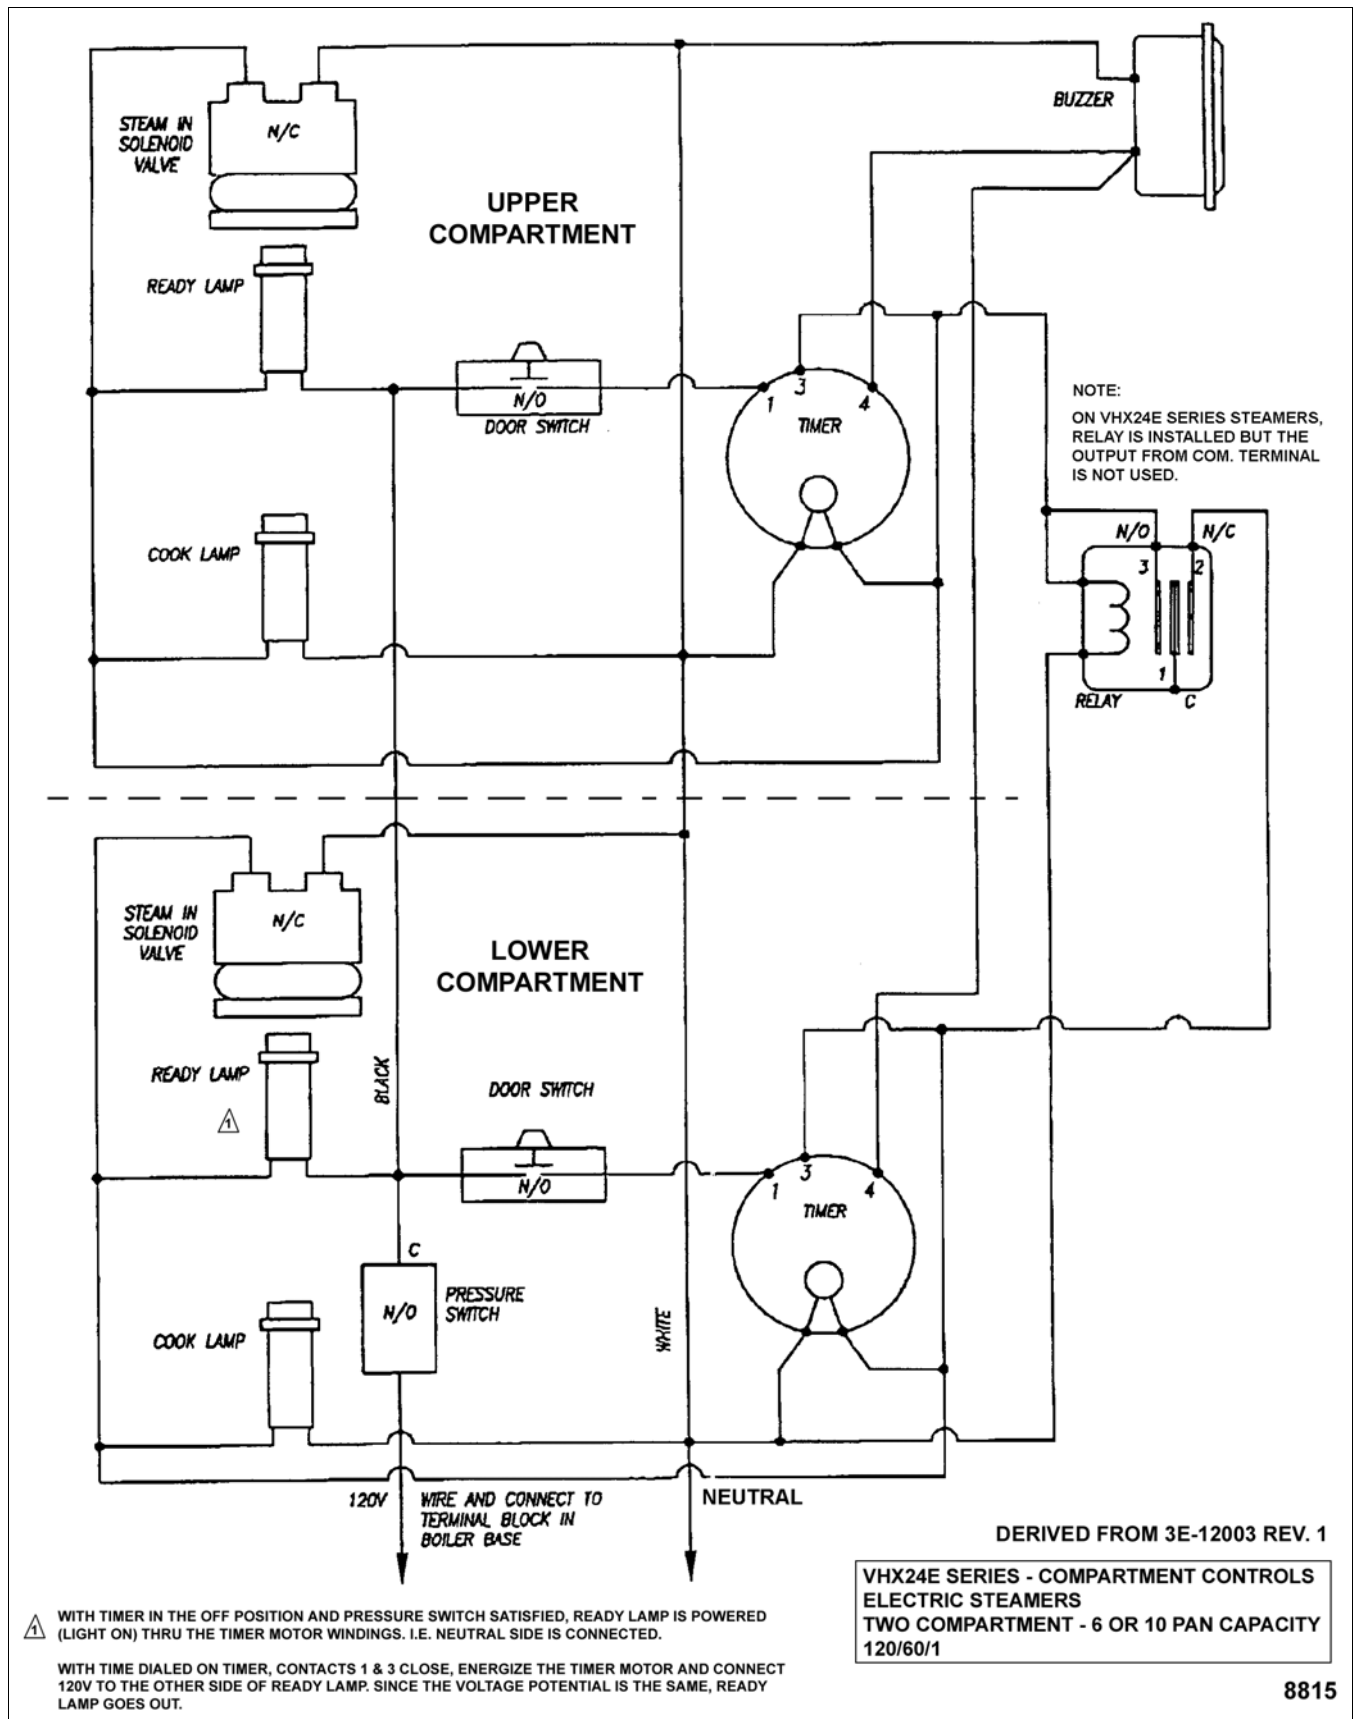 BUZZER
STEAM IN
SOLENOID
VALVE
N/C
UPPER
COMPARTMENT
READY LAMP
N/O
DOOR SWITCH
1
3
4
TIMER
NOTE:
ON VHX24E SERIES STEAMERS,
RELAY IS INSTALLED BUT THE
OUTPUT FROM COM. TERMINAL
IS NOT USED.
COOK LAMP
N/O
N/C
3
2
1
RELAY
C
STEAM IN
SOLENOID
VALVE
N/C
LOWER
COMPARTMENT
READY LAMP
1
BLACK
DOOR SWITCH
N/O
1
3
4
TIMER
C
N/O
PRESSURE
SWITCH
COOK LAMP
WHITE
120V
WIRE AND CONNECT TO
TERMINAL BLOCK IN
BOILER BASE
NEUTRAL
DERIVED FROM 3E-12003 REV. 1
VHX24E SERIES - COMPARTMENT CONTROLS
ELECTRIC STEAMERS
TWO COMPARTMENT - 6 OR 10 PAN CAPACITY
120/60/1
1
WITH TIMER IN THE OFF POSITION AND PRESSURE SWITCH SATISFIED, READY LAMP IS POWERED
(LIGHT ON) THRU THE TIMER MOTOR WINDINGS. I.E. NEUTRAL SIDE IS CONNECTED.
WITH TIME DIALED ON TIMER, CONTACTS 1 & 3 CLOSE, ENERGIZE THE TIMER MOTOR AND CONNECT
120V TO THE OTHER SIDE OF READY LAMP. SINCE THE VOLTAGE POTENTIAL IS THE SAME, READY
LAMP GOES OUT.
8815